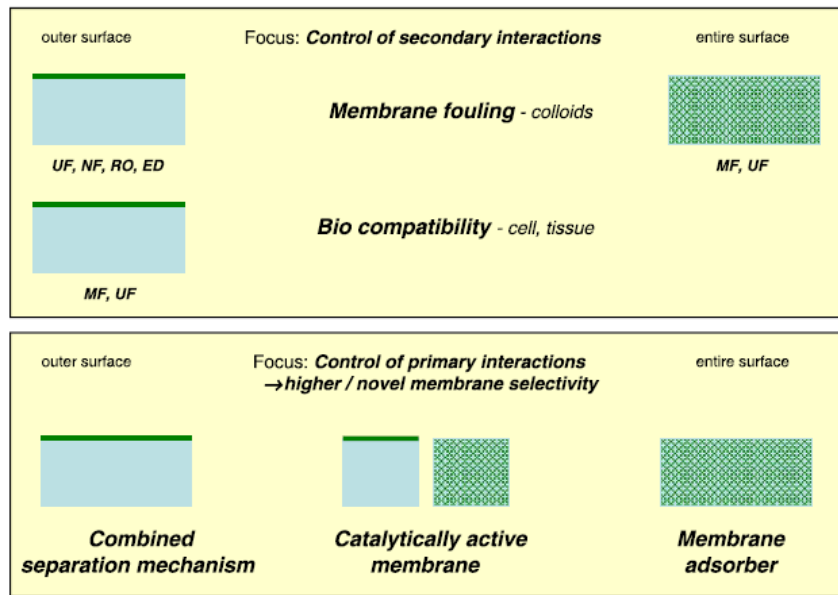 outer surface
Focus: Control of secondary interactions
entire surface
Membrane fouling - colloids
UF, NF, RO, ED
MF, UF
Bio compatibility - cell, tissue
MF, UF
outer surface
Focus: Control of primary interactions
→higher / novel membrane selectivity
entire surface
Combined
separation mechanism
Catalytically active
membrane
Membrane
adsorber